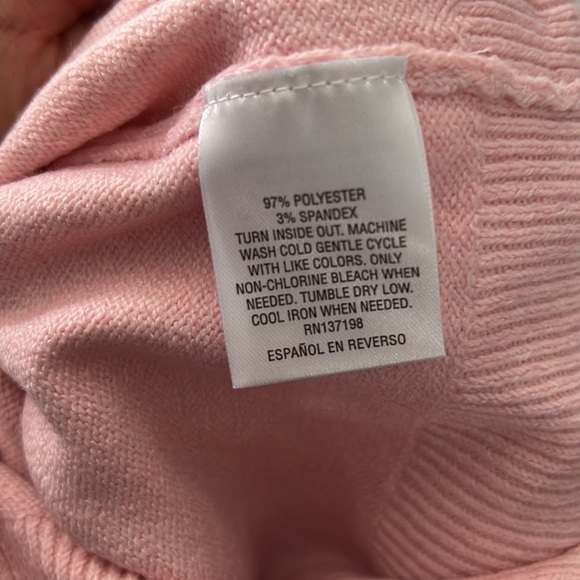 97% POLYESTER
3% SPANDEX
TURN INSIDE OUT. MACHINE
WASH COLD GENTLE CYCLE
WITH LIKE COLORS. ONLY
NON-CHLORINE BLEACH WHEN
NEEDED. TUMBLE DRY LOW.
COOL IRON WHEN NEEDED.
RN137198
ESPAÑOL EN REVERSO